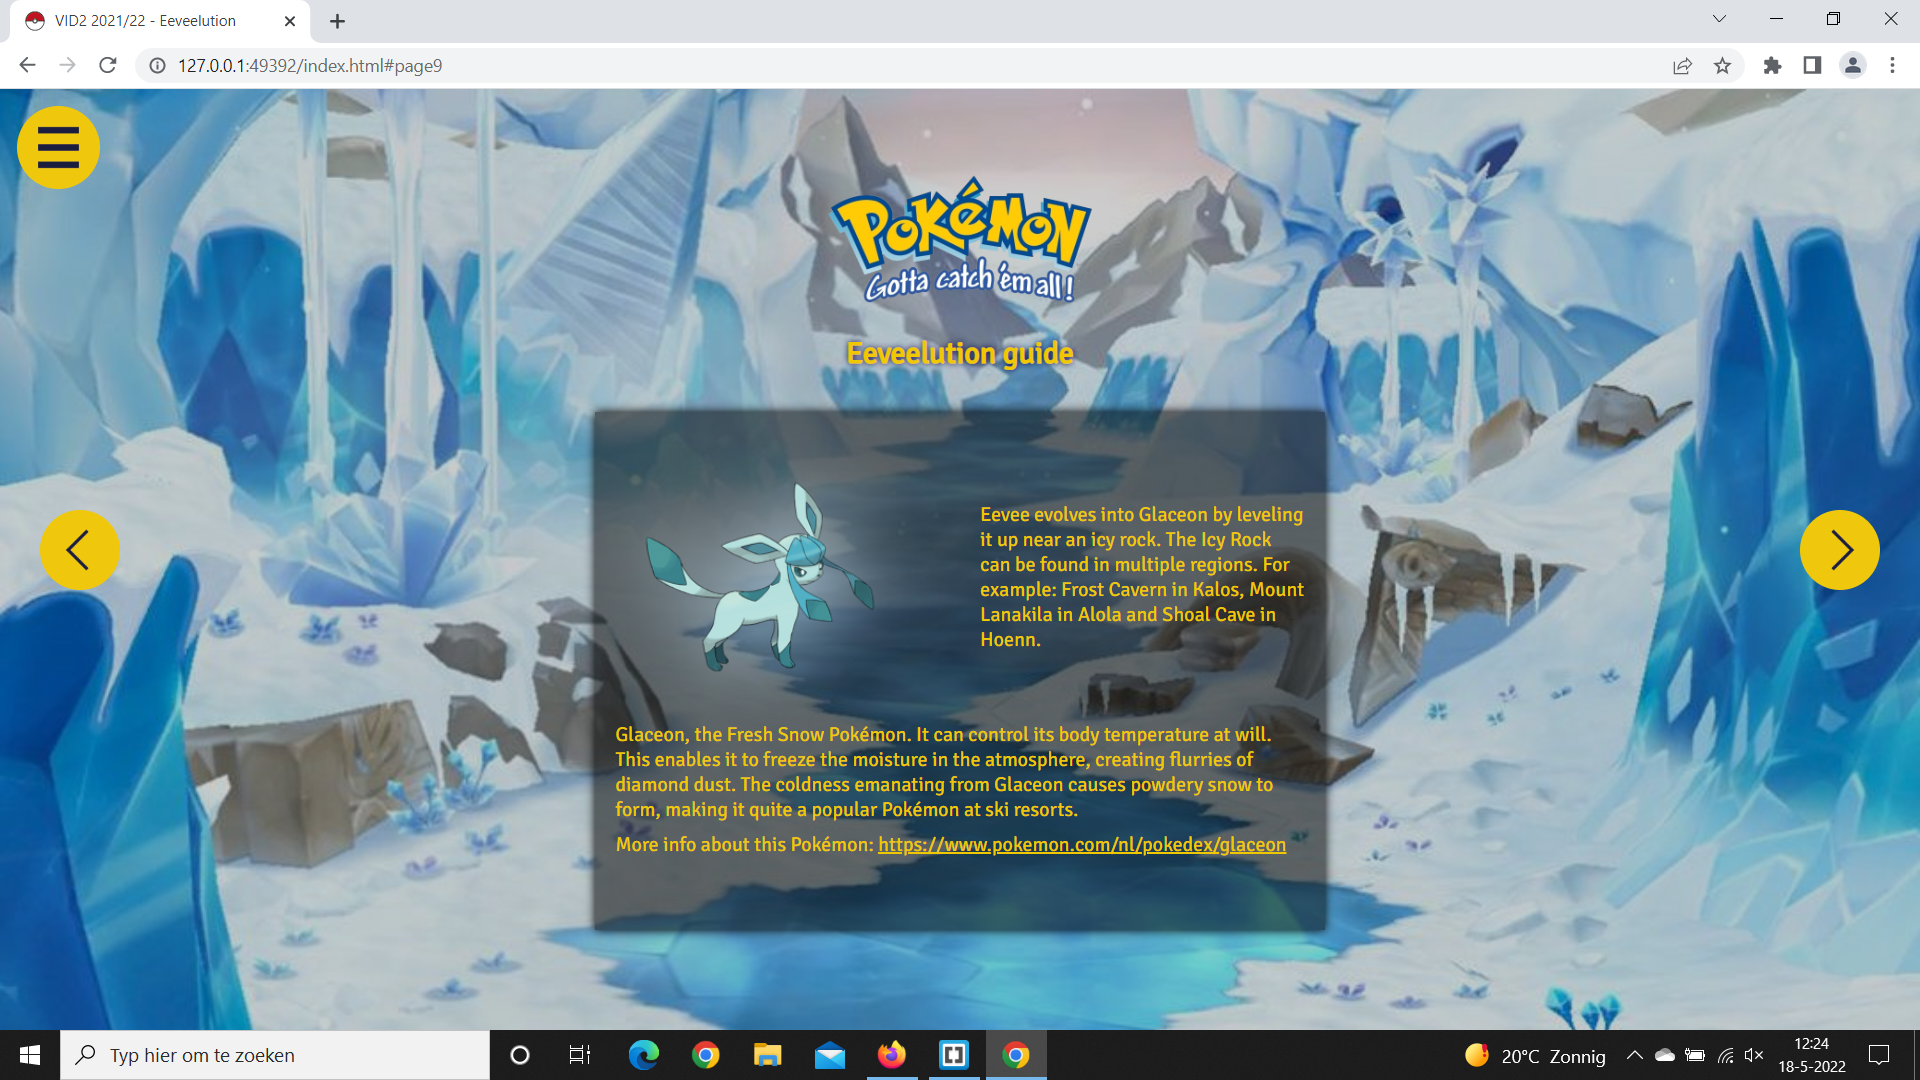 VID2 2021/22 - Eeveelution
127.0.0.1:49392/index.html#page9
POKéMON
Gotta catch 'em all!
Eeveelution guide
Eevee evolves into Glaceon by leveling
it up near an icy rock. The Icy Rock
can be found in multiple regions. For
example: Frost Cavern in Kalos, Mount
Lanakila in Alola and Shoal Cave in
Hoenn.
Glaceon, the Fresh Snow Pokémon. It can control its body temperature at will.
This enables it to freeze the moisture in the atmosphere, creating flurries of
diamond dust. The coldness emanating from Glaceon causes powdery snow to
form, making it quite a popular Pokémon at ski resorts.
More info about this Pokémon: https://www.pokemon.com/nl/pokedex/glaceon
Typ hier om te zoeken
20°C Zonnig
12:24
18-5-2022